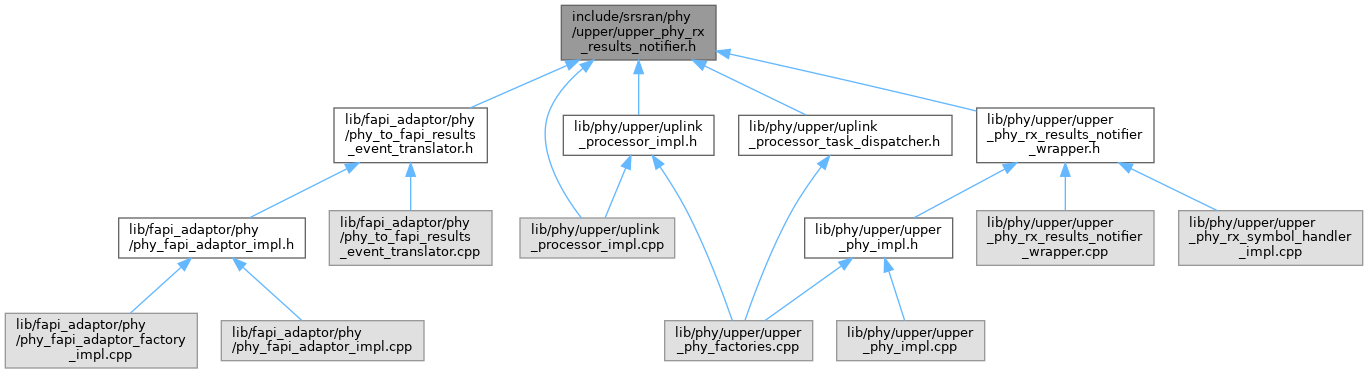 include/srsran/phy
/upper/upper_phy_rx
_results_notifier.h
lib/fapi_adaptor/phy
/phy_to_fapi_results
_event_translator.h
lib/phy/upper/uplink
_processor_impl.h
lib/phy/upper/uplink
_processor_task_dispatcher.h
lib/phy/upper/upper
_phy_rx_results_notifier
_wrapper.h
lib/fapi_adaptor/phy
/phy_fapi_adaptor_impl.h
lib/fapi_adaptor/phy
/phy_to_fapi_results
_event_translator.cpp
lib/phy/upper/uplink
_processor_impl.cpp
lib/phy/upper/upper
_phy_impl.h
lib/phy/upper/upper
_phy_rx_results_notifier
_wrapper.cpp
lib/phy/upper/upper
_phy_rx_symbol_handler
_impl.cpp
lib/fapi_adaptor/phy
/phy_fapi_adaptor_factory
_impl.cpp
lib/fapi_adaptor/phy
/phy_fapi_adaptor_impl.cpp
lib/phy/upper/upper
_phy_factories.cpp
lib/phy/upper/upper
_phy_impl.cpp